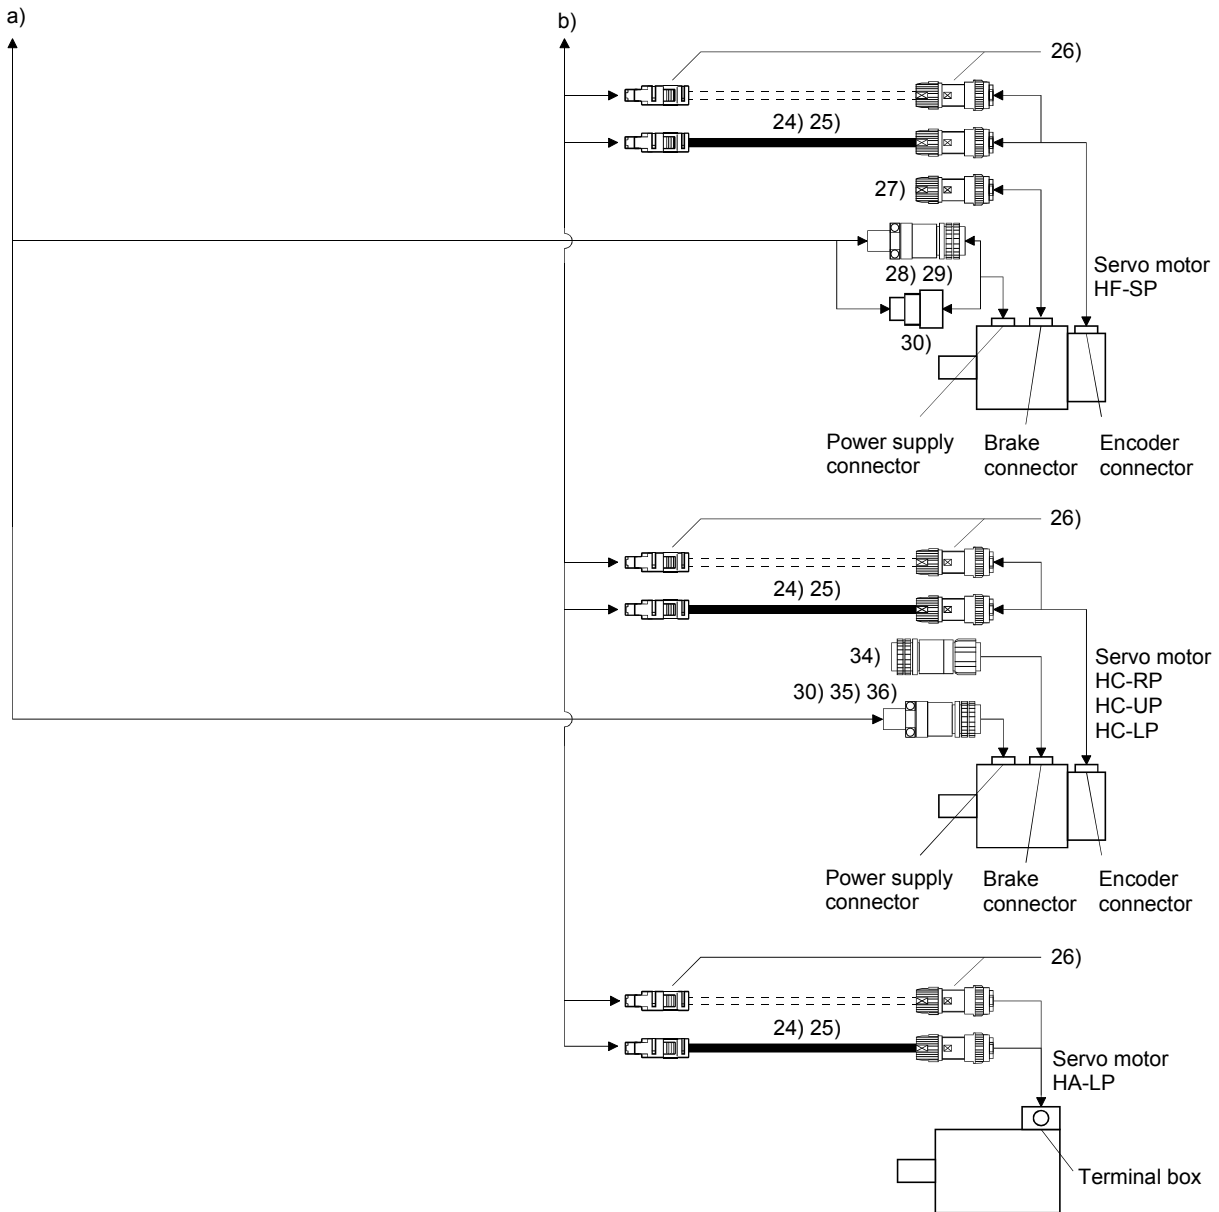 a)
b)
26)
24) 25)
27)
28) 29)
30)
Servo motor
HF-SP
Power supply
connector
Brake
connector
Encoder
connector
26)
24) 25)
34)
30) 35) 36)
Servo motor
HC-RP
HC-UP
HC-LP
Power supply
connector
Brake
connector
Encoder
connector
26)
24) 25)
Servo motor
HA-LP
Terminal box